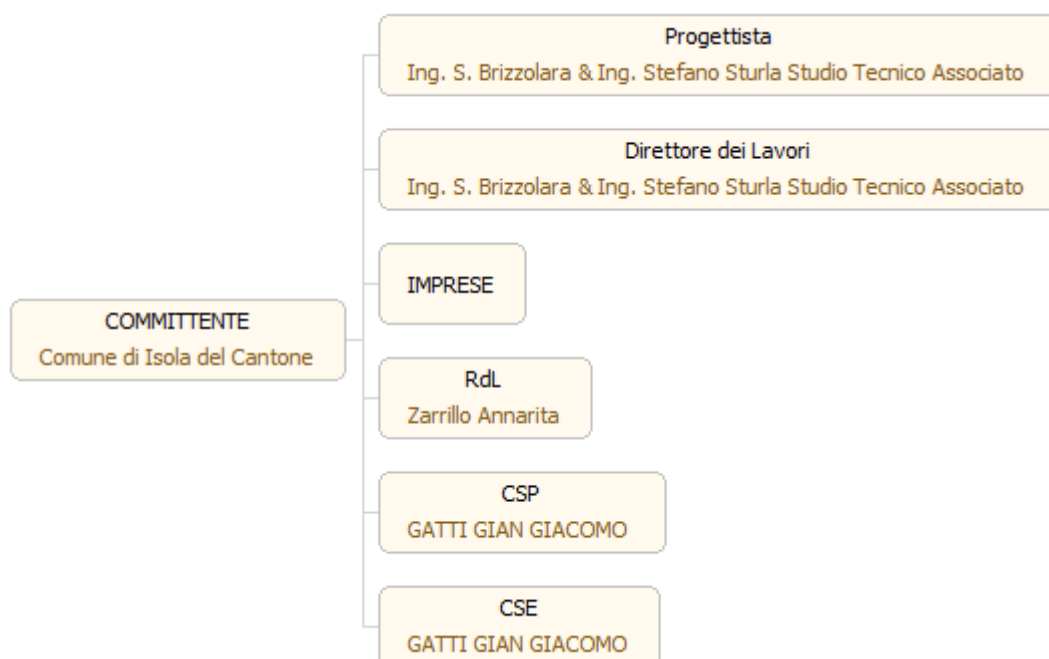 Progettista
Ing. S. Brizzolara & Ing. Stefano Sturla Studio Tecnico Associato
Direttore dei Lavori
Ing. S. Brizzolara & Ing. Stefano Sturla Studio Tecnico Associato
IMPRESE
COMMITTENTE
Comune di Isola del Cantone
RdL
Zarrillo Annarita
CSP
GATTI GIAN GIACOMO
CSE
GATTI GIAN GIACOMO